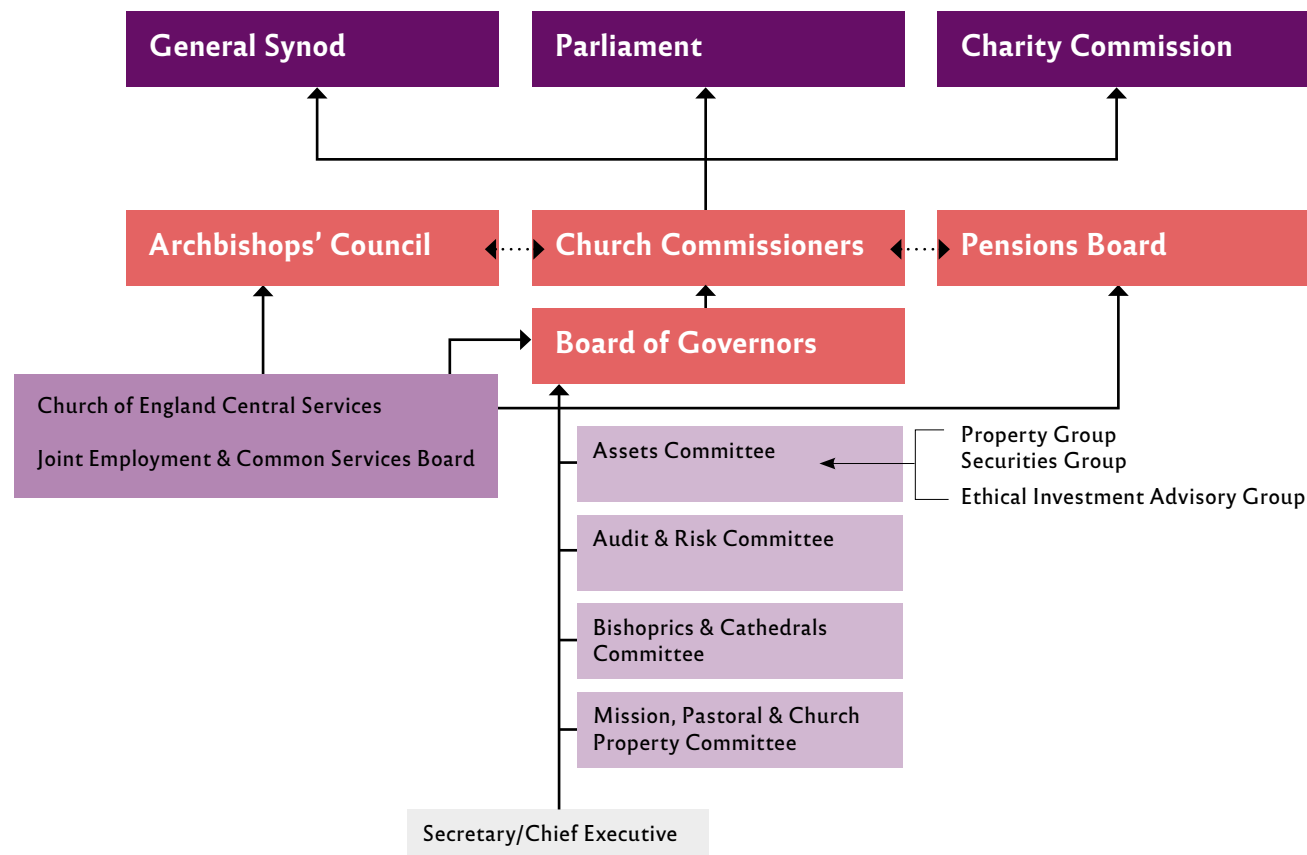 General Synod
Parliament
Charity Commission
Archbishops’ Council
Church Commissioners
Pensions Board
Board of Governors
Church of England Central Services
Joint Employment & Common Services Board
Assets Committee
Property Group
Securities Group
Ethical Investment Advisory Group
Audit & Risk Committee
Bishoprics & Cathedrals
Committee
Mission, Pastoral & Church
Property Committee
Secretary/Chief Executive